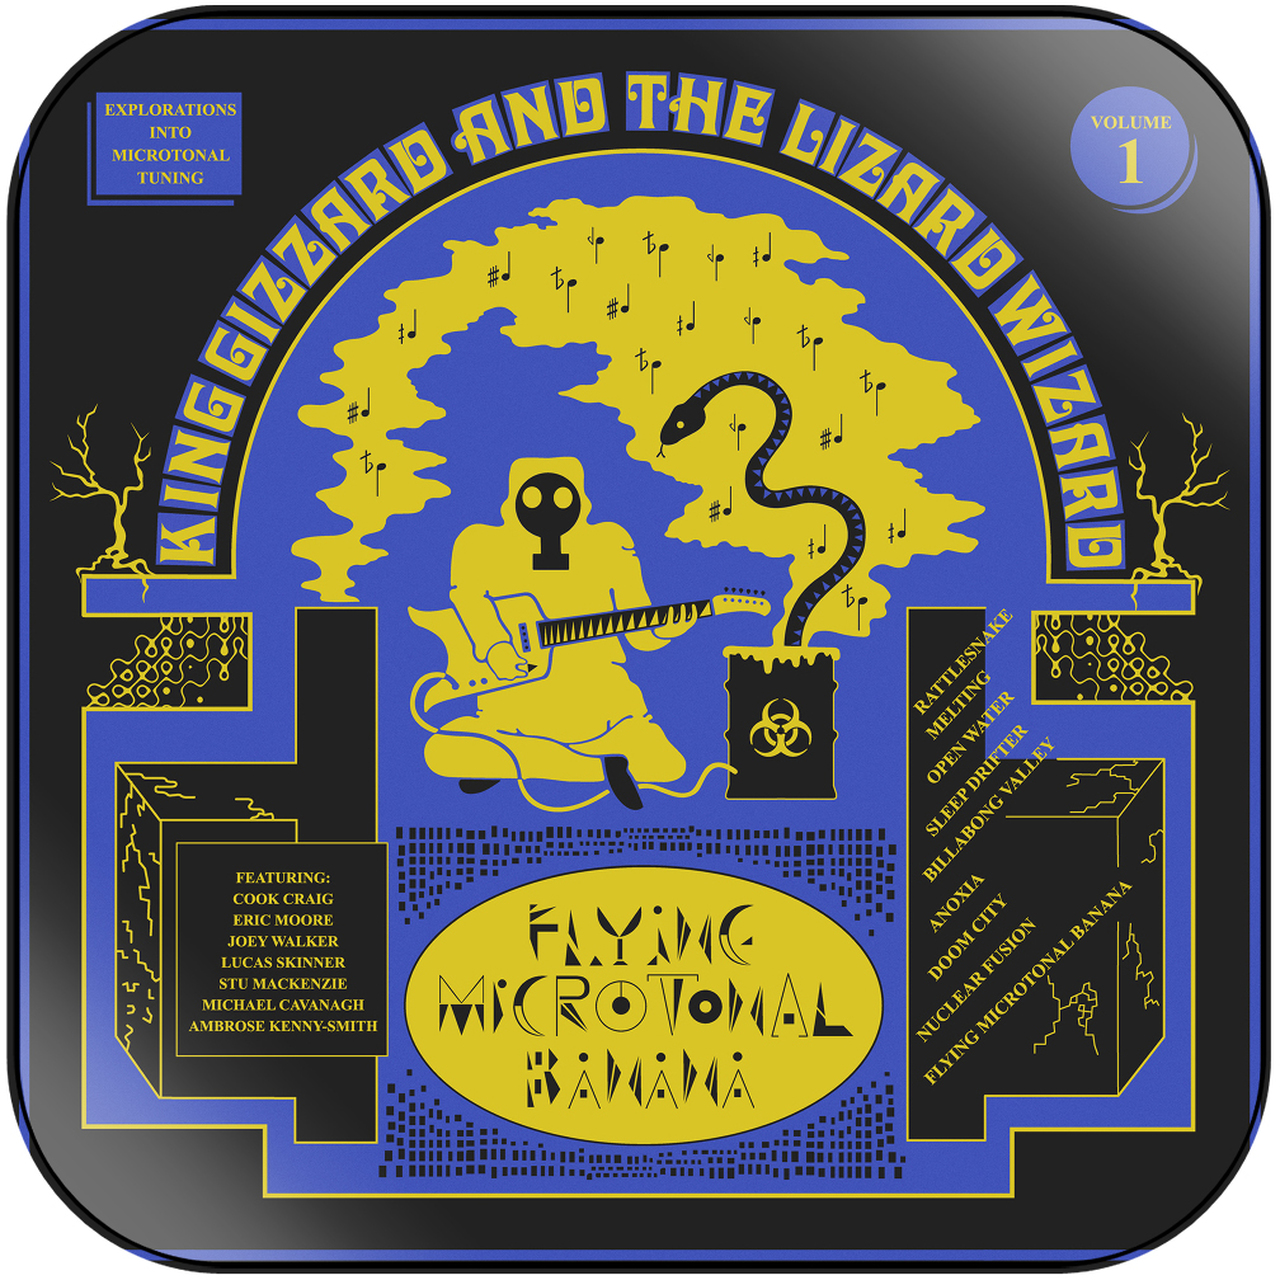 EXPLORATIONS
INTO
MICROTONAL
TUNING
KING GIZZARD AND THE LIZARD WIZARD
VOLUME
1
RATTLESNAKE
MELTING
OPEN WATER
SLEEP DRIFTER
BILLABONG VALLEY
ANOXIA
DOOM CITY
NUCLEAR FUSION
FLYING MICROTONAL BANANA
FEATURING:
COOK CRAIG
ERIC MOORE
JOEY WALKER
LUCAS SKINNER
STU MACKENZIE
MICHAEL CAVANAGH
AMBROSE KENNY-SMITH
FLYING
MICROTONAL
BANANA